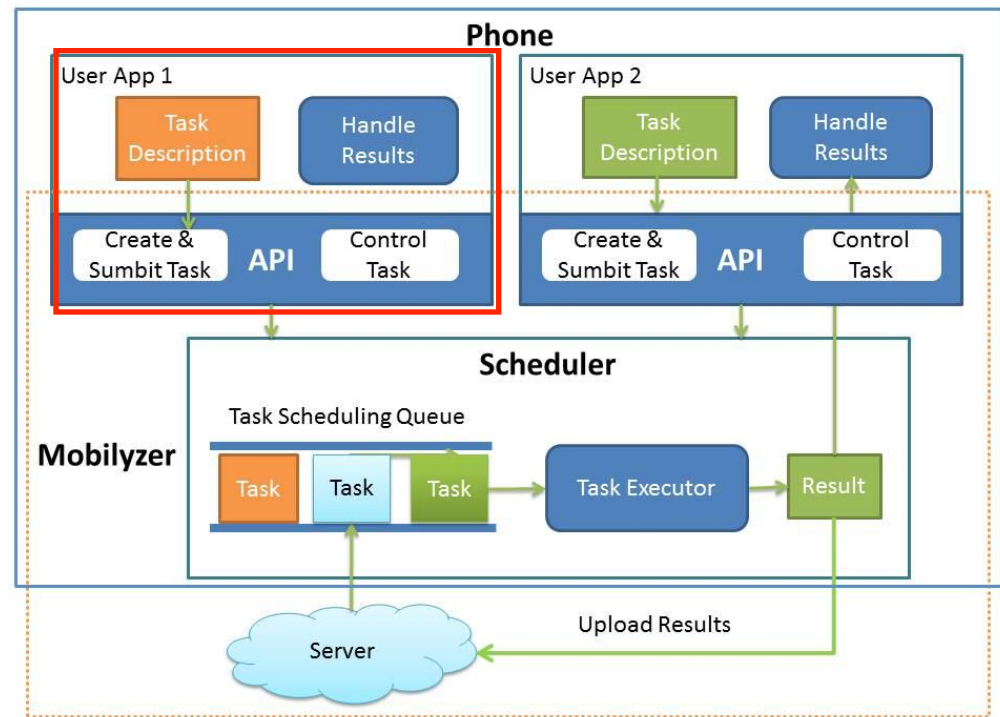 Phone
User App 1
Task
Description
Handle
Results
Create &
Sumbit Task
API
Control
Task
User App 2
Task
Description
Handle
Results
Create &
Sumbit Task
API
Control
Task
Scheduler
Task Scheduling Queue
Mobilyzer
Task
Task
Task
Task Executor
Result
Server
Upload Results